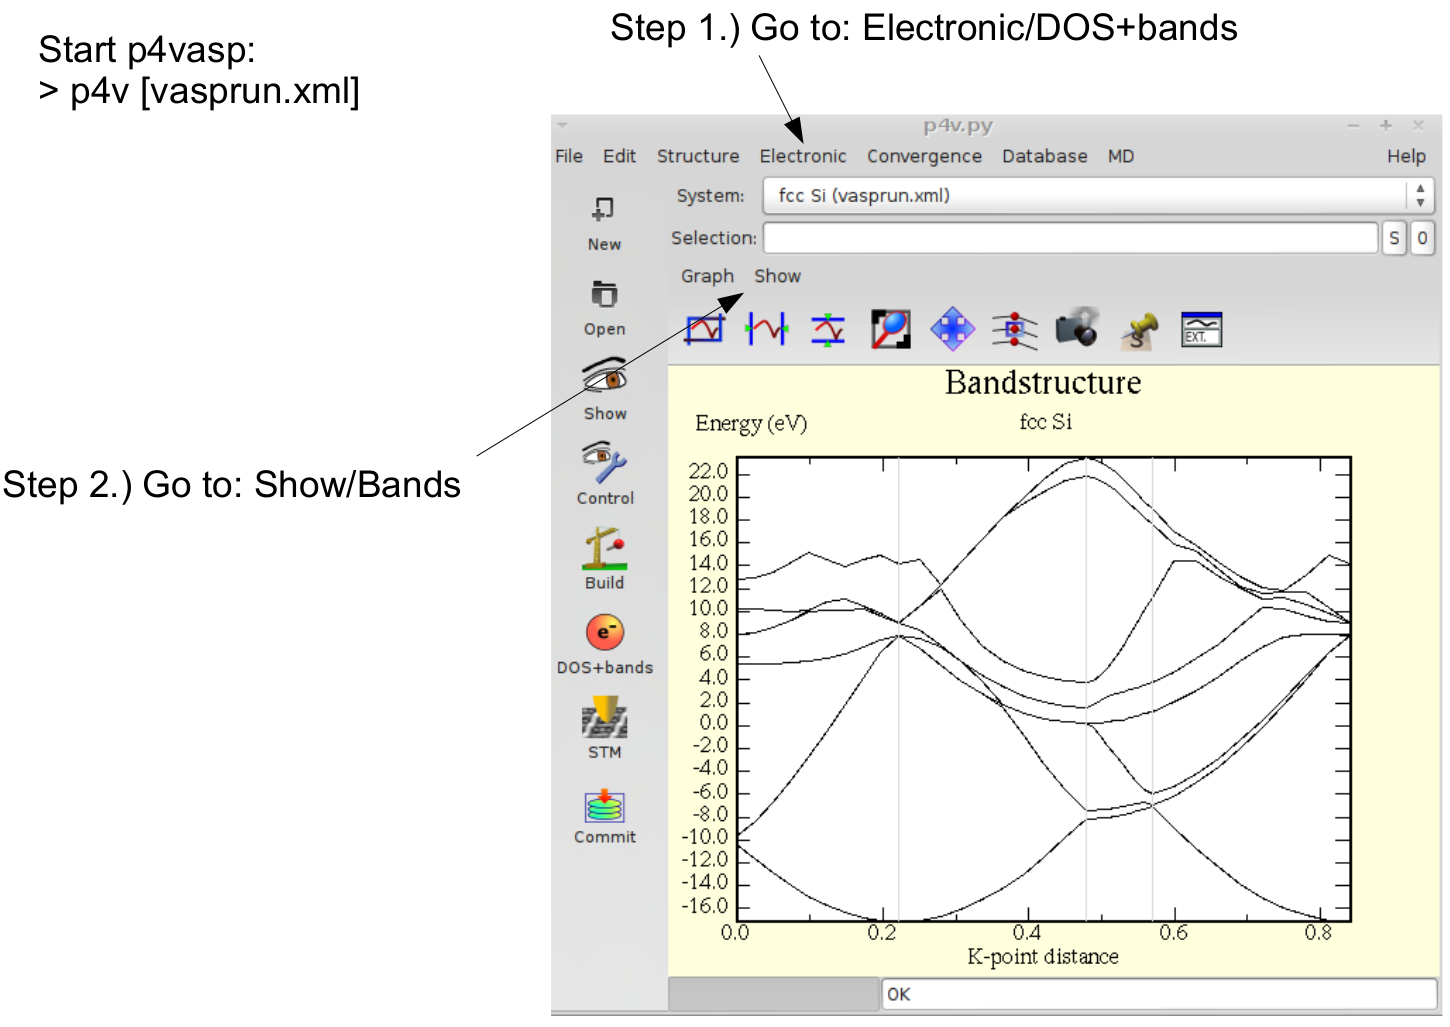 Start p4vasp:
> p4v [vasprun.xml]
Step 1.) Go to: Electronic/DOS+bands
p4v.py
File Edit Structure Electronic Convergence Database MD Help
System: fcc Si (vasprun.xml)
Selection: S 0
Graph Show
New
Open
Show
Control
Build
e-
DOS+bands
STM
Commit
S
EXT.
Step 2.) Go to: Show/Bands
Bandstructure
Energy (eV)
fcc Si
22.0
20.0
18.0
16.0
14.0
12.0
10.0
8.0
6.0
4.0
2.0
0.0
-2.0
-4.0
-6.0
-8.0
-10.0
-12.0
-14.0
-16.0
0.0 0.2 0.4 0.6 0.8
K-point distance
OK